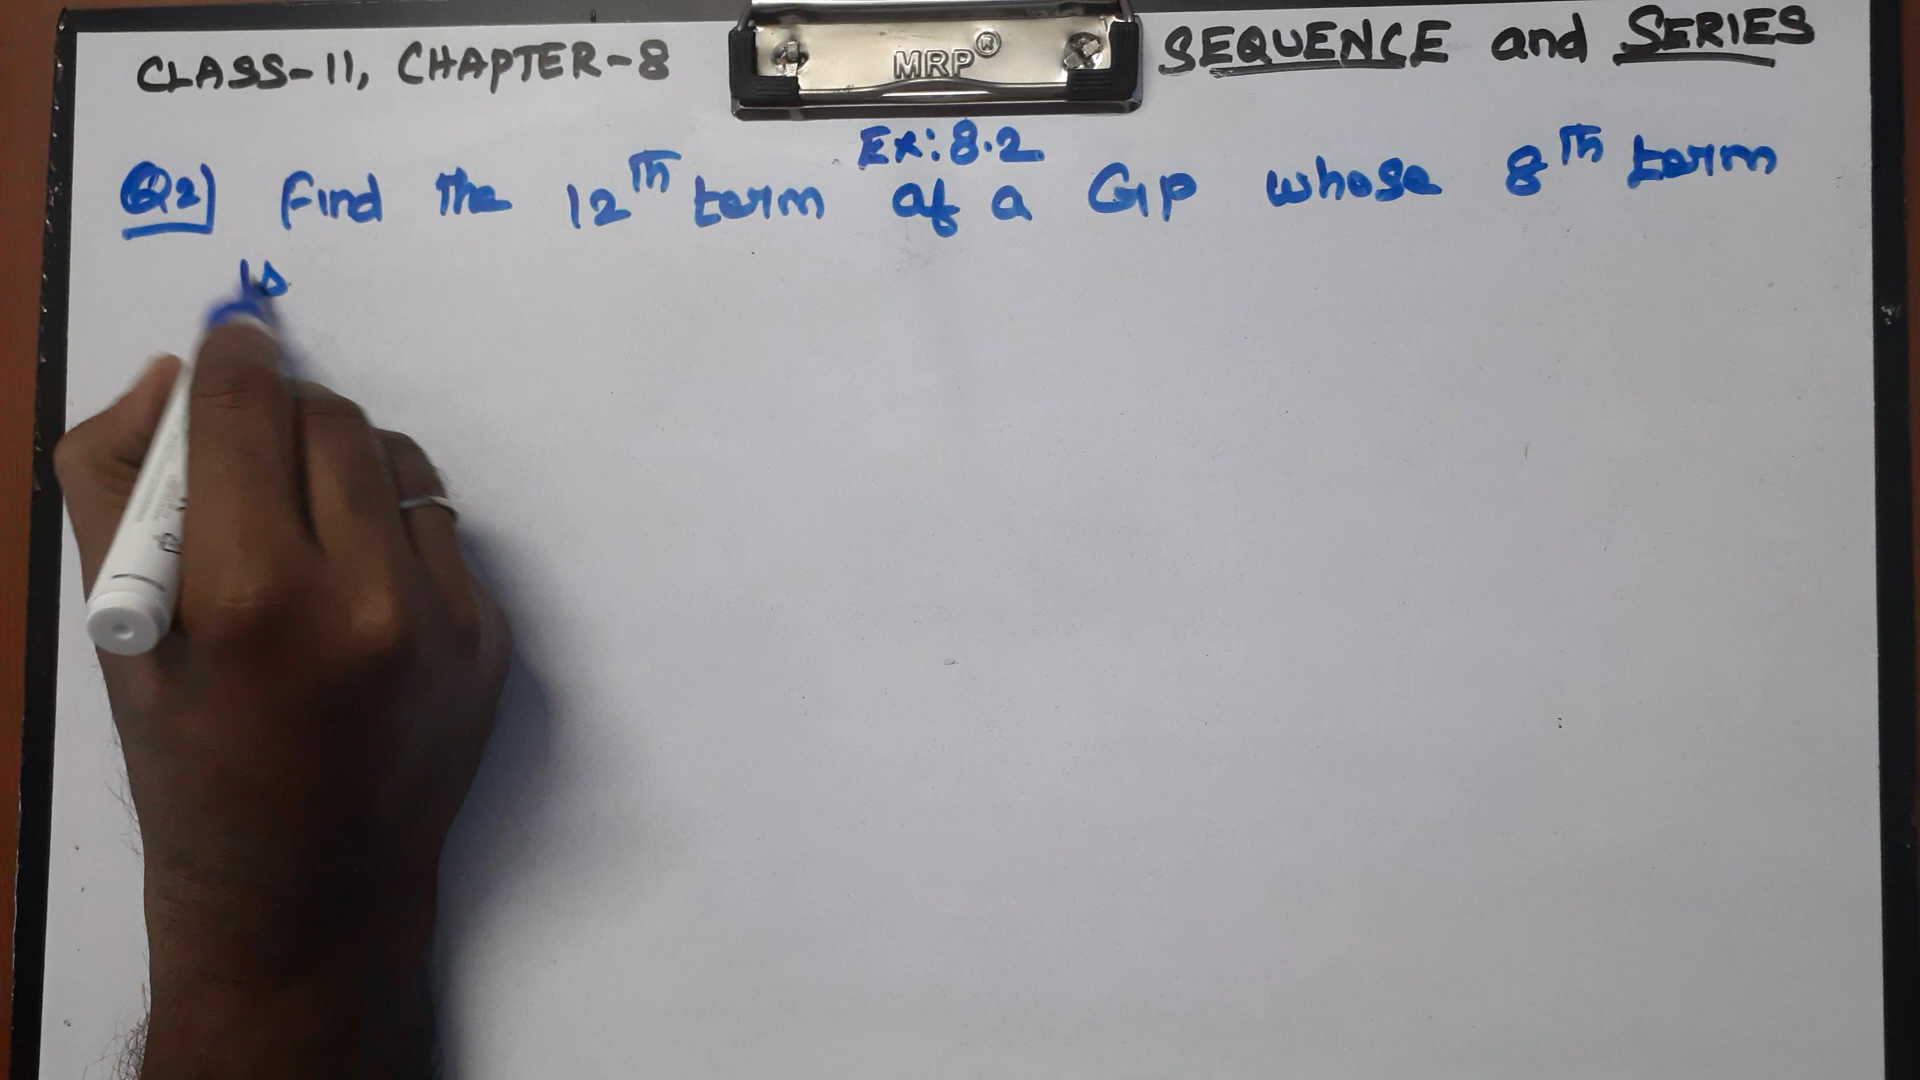 CLASS-11, CHAPTER-8
MRP®
SEQUENCE and SERIES
Ex: 8.2
Q2) Find the 12th term of a GP whose 8th term
is